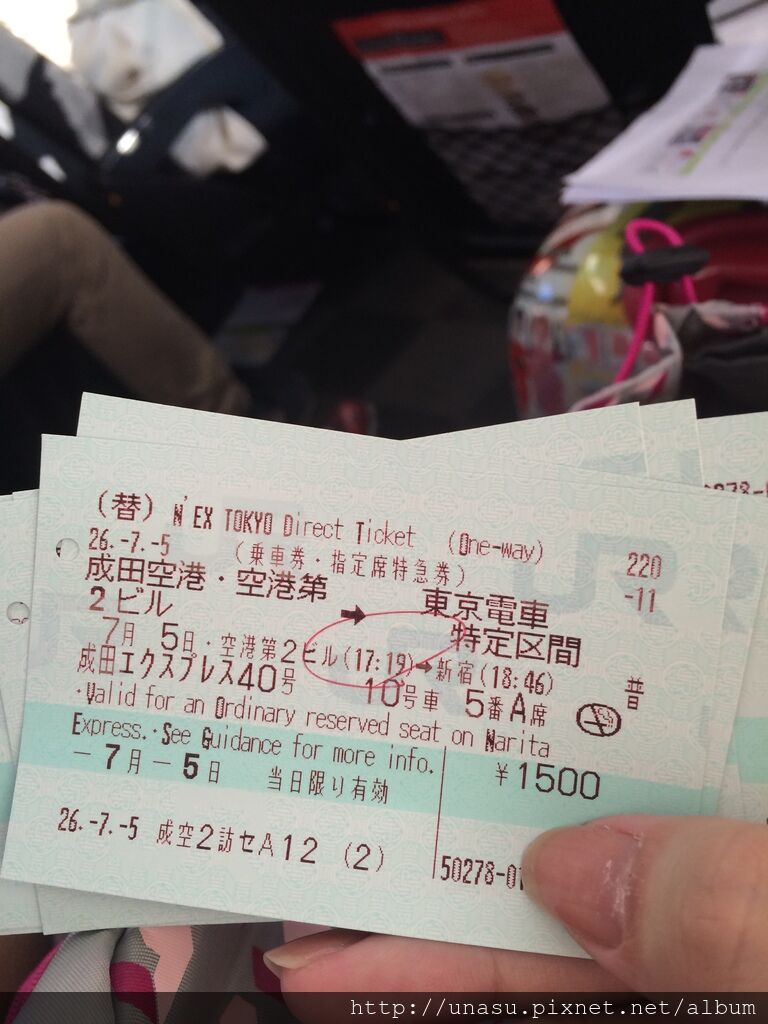 (替) N'EX TOKYO Direct Ticket (One-way)
26.-7.-5 (乗車券・指定席特急券) 220
-11
成田空港・空港第
2ビル → 東京電車
特定区間
7月 5日・空港第2ビル(17:19)→新宿(18:46)
成田エクスプレス40号 10号車 5番A席 普
・Valid for an Ordinary reserved seat on Narita
Express.・See Guidance for more info.
-7月-5日 当日限り有効 ¥1500
26.-7.-5 成空2訪セA12 (2)
50278-01
http://unasu.pixnet.net/album